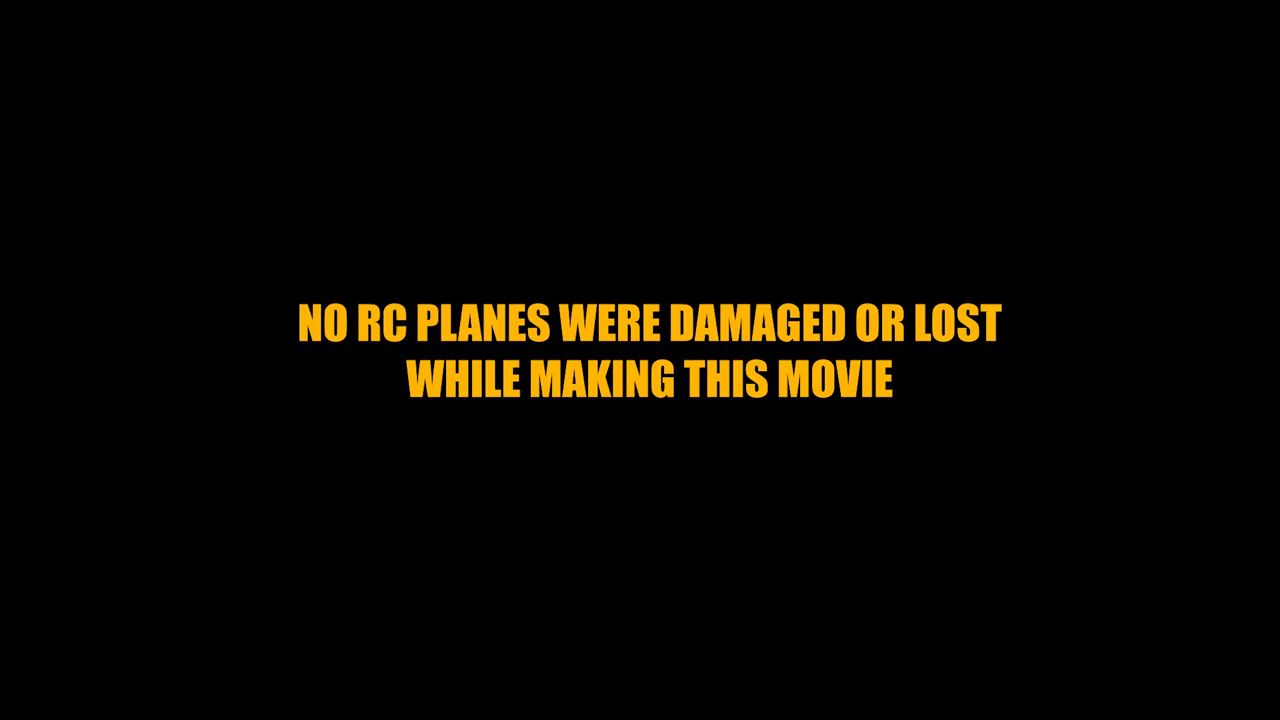 NO RC PLANES WERE DAMAGED OR LOST
WHILE MAKING THIS MOVIE